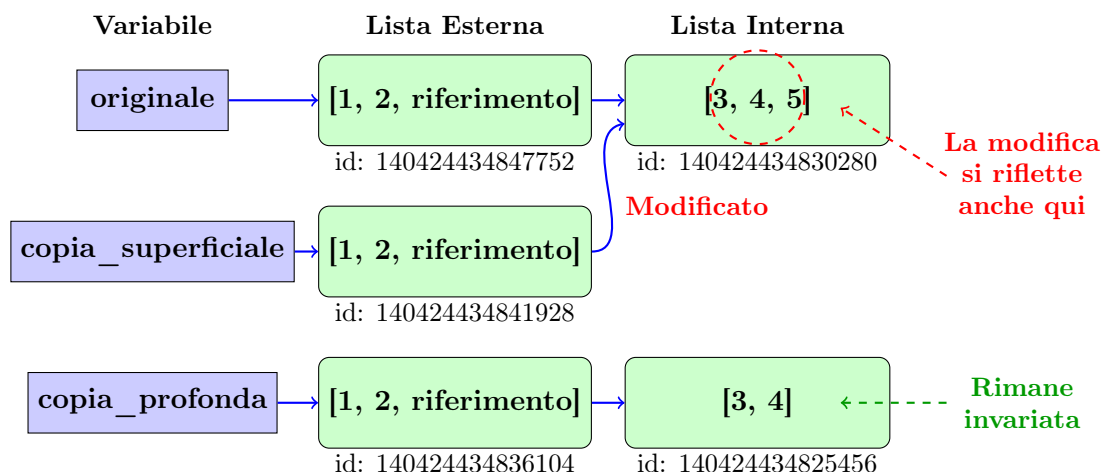 Variabile
Lista Esterna
Lista Interna
originale
[1, 2, riferimento]
[3, 4, 5]
id: 140424434847752
id: 140424434830280
La modifica
si riflette
anche qui
Modificato
copia_superficiale
[1, 2, riferimento]
id: 140424434841928
copia_profonda
[1, 2, riferimento]
[3, 4]
Rimane
invariata
id: 140424434836104
id: 140424434825456